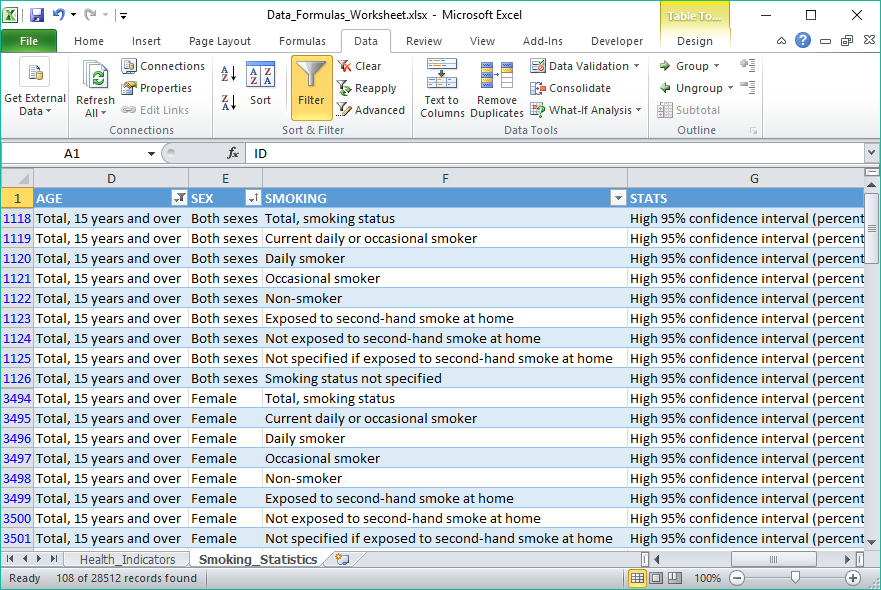 Data_Formulas_Worksheet.xlsx - Microsoft Excel
Table To...
File Home Insert Page Layout Formulas Data Review View Add-Ins Developer Design
Get External Data
Refresh All
Connections
Properties
Edit Links
Connections
Sort
Filter
Clear
Reapply
Advanced
Sort & Filter
Text to Columns
Remove Duplicates
Data Validation
Consolidate
What-If Analysis
Data Tools
Group
Ungroup
Subtotal
Outline
A1 fx ID
D E F G
1 AGE SEX SMOKING STATS
1118 Total, 15 years and over Both sexes Total, smoking status High 95% confidence interval (percent
1119 Total, 15 years and over Both sexes Current daily or occasional smoker High 95% confidence interval (percent
1120 Total, 15 years and over Both sexes Daily smoker High 95% confidence interval (percent
1121 Total, 15 years and over Both sexes Occasional smoker High 95% confidence interval (percent
1122 Total, 15 years and over Both sexes Non-smoker High 95% confidence interval (percent
1123 Total, 15 years and over Both sexes Exposed to second-hand smoke at home High 95% confidence interval (percent
1124 Total, 15 years and over Both sexes Not exposed to second-hand smoke at home High 95% confidence interval (percent
1125 Total, 15 years and over Both sexes Not specified if exposed to second-hand smoke at home High 95% confidence interval (percent
1126 Total, 15 years and over Both sexes Smoking status not specified High 95% confidence interval (percent
3494 Total, 15 years and over Female Total, smoking status High 95% confidence interval (percent
3495 Total, 15 years and over Female Current daily or occasional smoker High 95% confidence interval (percent
3496 Total, 15 years and over Female Daily smoker High 95% confidence interval (percent
3497 Total, 15 years and over Female Occasional smoker High 95% confidence interval (percent
3498 Total, 15 years and over Female Non-smoker High 95% confidence interval (percent
3499 Total, 15 years and over Female Exposed to second-hand smoke at home High 95% confidence interval (percent
3500 Total, 15 years and over Female Not exposed to second-hand smoke at home High 95% confidence interval (percent
3501 Total, 15 years and over Female Not specified if exposed to second-hand smoke at home High 95% confidence interval (percent
Health_Indicators Smoking_Statistics
Ready 108 of 28512 records found 100%